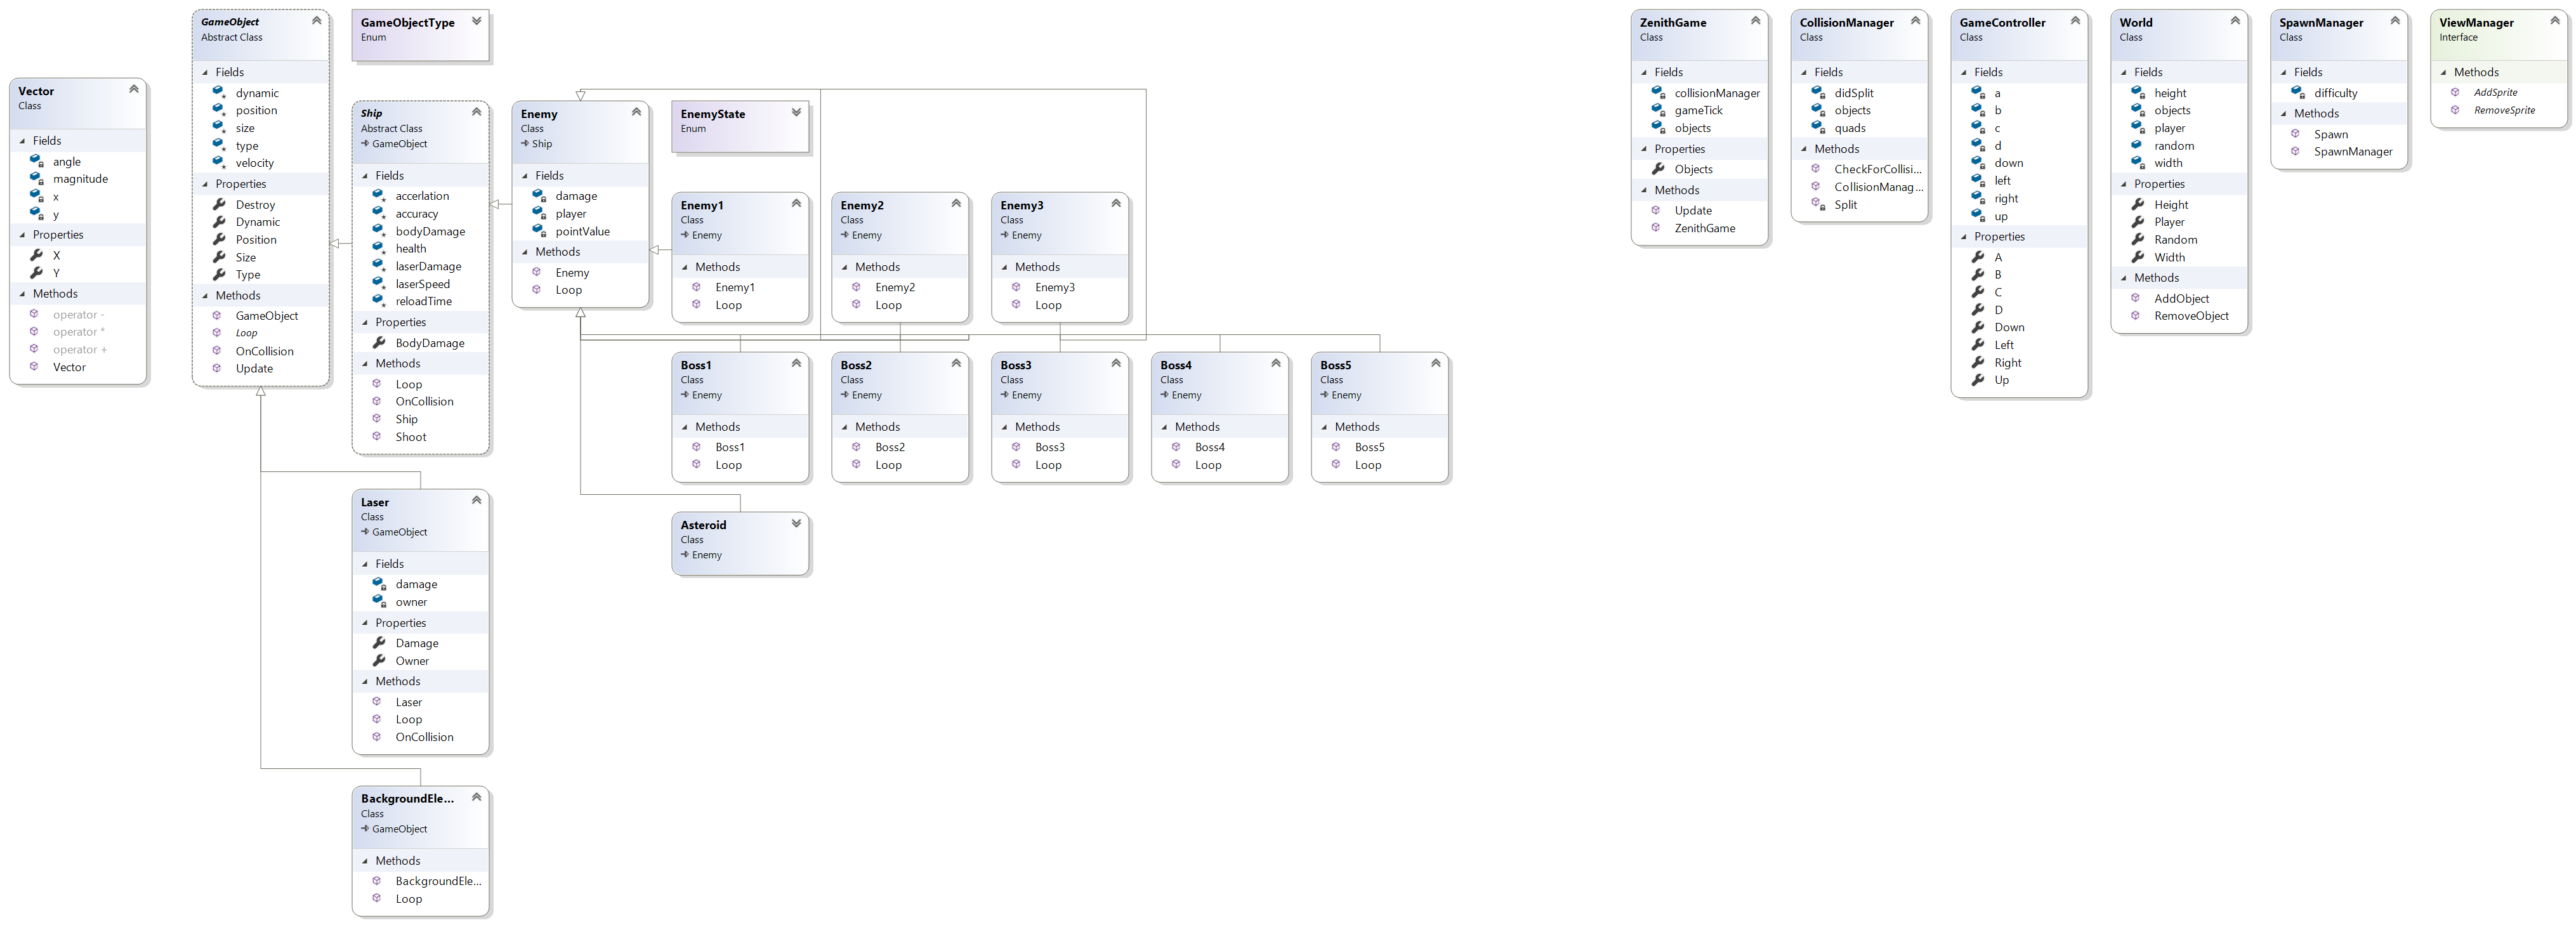 Vector
Class
Fields
angle
magnitude
x
y
Properties
X
Y
Methods
operator -
operator *
operator +
Vector
GameObject
Abstract Class
Fields
dynamic
position
size
type
velocity
Properties
Destroy
Dynamic
Position
Size
Type
Methods
GameObject
Loop
OnCollision
Update
GameObjectType
Enum
Ship
Abstract Class
GameObject
Fields
accerlation
accuracy
bodyDamage
health
laserDamage
laserSpeed
reloadTime
Properties
BodyDamage
Methods
Loop
OnCollision
Ship
Shoot
Laser
Class
GameObject
Fields
damage
owner
Properties
Damage
Owner
Methods
Laser
Loop
OnCollision
BackgroundEle...
Class
GameObject
Methods
BackgroundEle...
Loop
Enemy
Class
Ship
Fields
damage
player
pointValue
Methods
Enemy
Loop
EnemyState
Enum
Enemy1
Class
Enemy
Methods
Enemy1
Loop
Enemy2
Class
Enemy
Methods
Enemy2
Loop
Enemy3
Class
Enemy
Methods
Enemy3
Loop
Boss1
Class
Enemy
Methods
Boss1
Loop
Boss2
Class
Enemy
Methods
Boss2
Loop
Boss3
Class
Enemy
Methods
Boss3
Loop
Boss4
Class
Enemy
Methods
Boss4
Loop
Boss5
Class
Enemy
Methods
Boss5
Loop
Asteroid
Class
Enemy
ZenithGame
Class
Fields
collisionManager
gameTick
objects
Properties
Objects
Methods
Update
ZenithGame
CollisionManager
Class
Fields
didSplit
objects
quads
Methods
CheckForCollisi...
CollisionManag...
Split
GameController
Class
Fields
a
b
c
d
down
left
right
up
Properties
A
B
C
D
Down
Left
Right
Up
World
Class
Fields
height
objects
player
random
width
Properties
Height
Player
Random
Width
Methods
AddObject
RemoveObject
SpawnManager
Class
Fields
difficulty
Methods
Spawn
SpawnManager
ViewManager
Interface
Methods
AddSprite
RemoveSprite